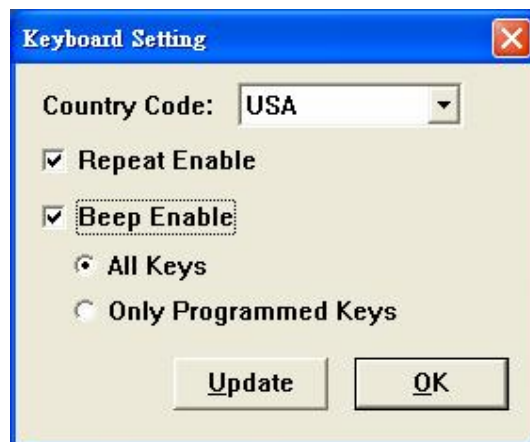 Keyboard Setting
Country Code: USA
Repeat Enable
Beep Enable
All Keys
Only Programmed Keys
Update OK